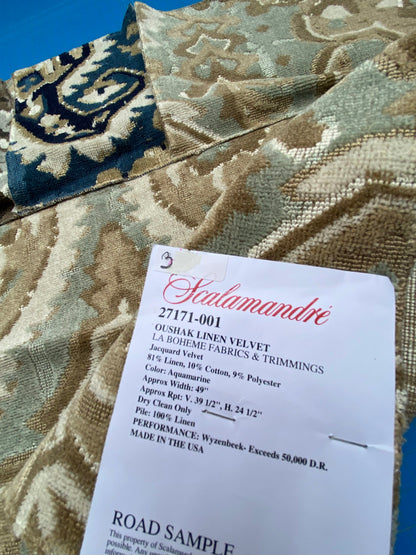 3
Scalamandré
27171-001
OUSHAK LINEN VELVET
LA BOHEME FABRICS & TRIMMINGS
Jacquard Velvet
81% Linen, 10% Cotton, 9% Polyester
Color: Aquamarine
Approx Width: 49"
Approx Rpt: V. 39 1/2", H. 24 1/2"
Dry Clean Only
Pile: 100% Linen
PERFORMANCE: Wyzenbeek- Exceeds 50,000 D.R.
MADE IN THE USA
ROAD SAMPLE
This property of Scalamandré
possible. Any